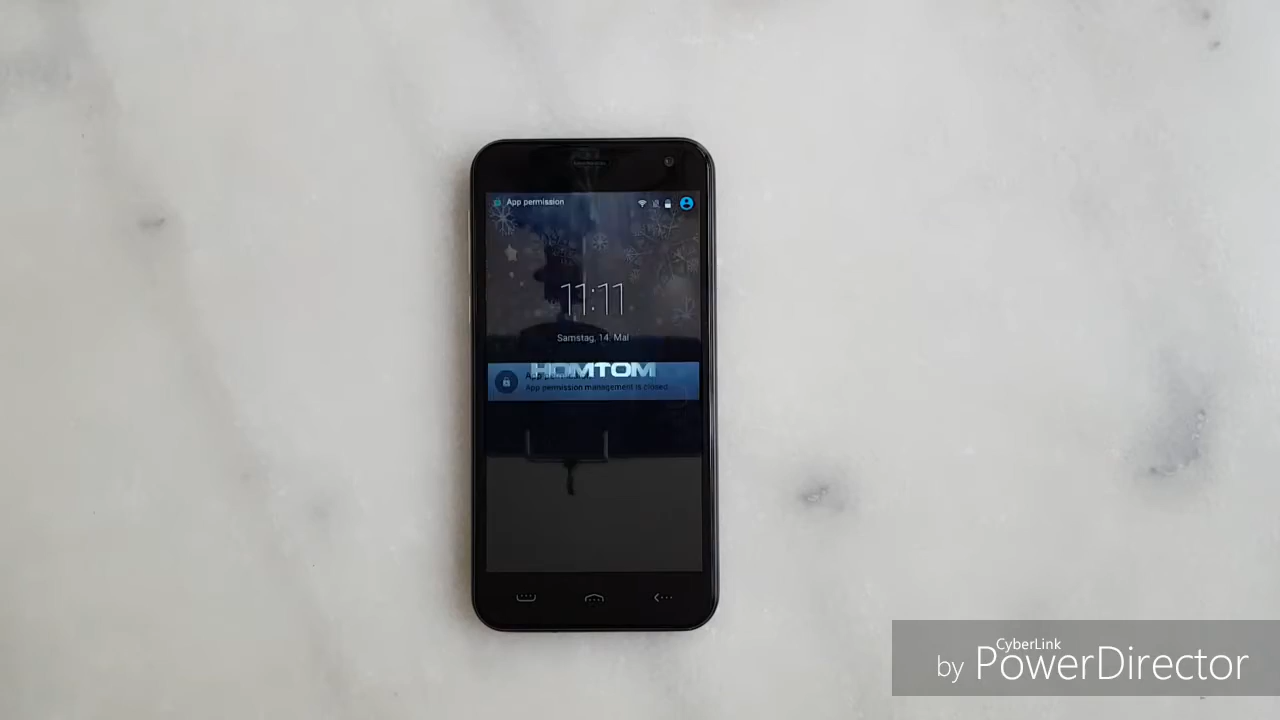 App permission
11:11
Samstag, 14. Mai
HOMTOM
App permission management is closed.
CyberLink
by PowerDirector